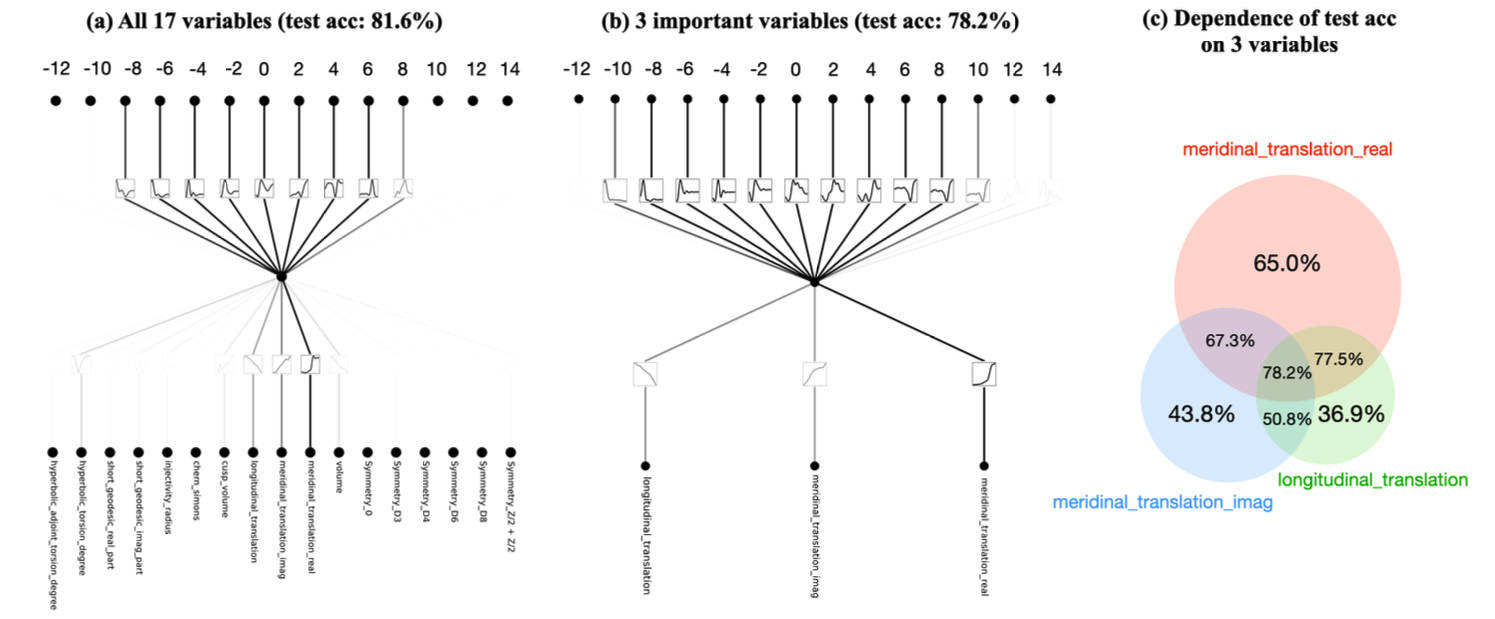 (a) All 17 variables (test acc: 81.6%)
-12 -10 -8 -6 -4 -2 0 2 4 6 8 10 12 14
hyperbolic_adjoint_torsion_degree
hyperbolic_torsion_degree
short_geodesic_real_part
short_geodesic_imag_part
injectivity_radius
chern_simons
cusp_volume
longitudinal_translation
meridinal_translation_imag
meridinal_translation_real
volume
Symmetry_0
Symmetry_D3
Symmetry_D4
Symmetry_D6
Symmetry_D8
Symmetry_Z/2 + Z/2
(b) 3 important variables (test acc: 78.2%)
-12 -10 -8 -6 -4 -2 0 2 4 6 8 10 12 14
longitudinal_translation
meridinal_translation_imag
meridinal_translation_real
(c) Dependence of test acc
on 3 variables
meridinal_translation_real
65.0%
67.3%
77.5%
78.2%
43.8%
50.8%
36.9%
longitudinal_translation
meridinal_translation_imag